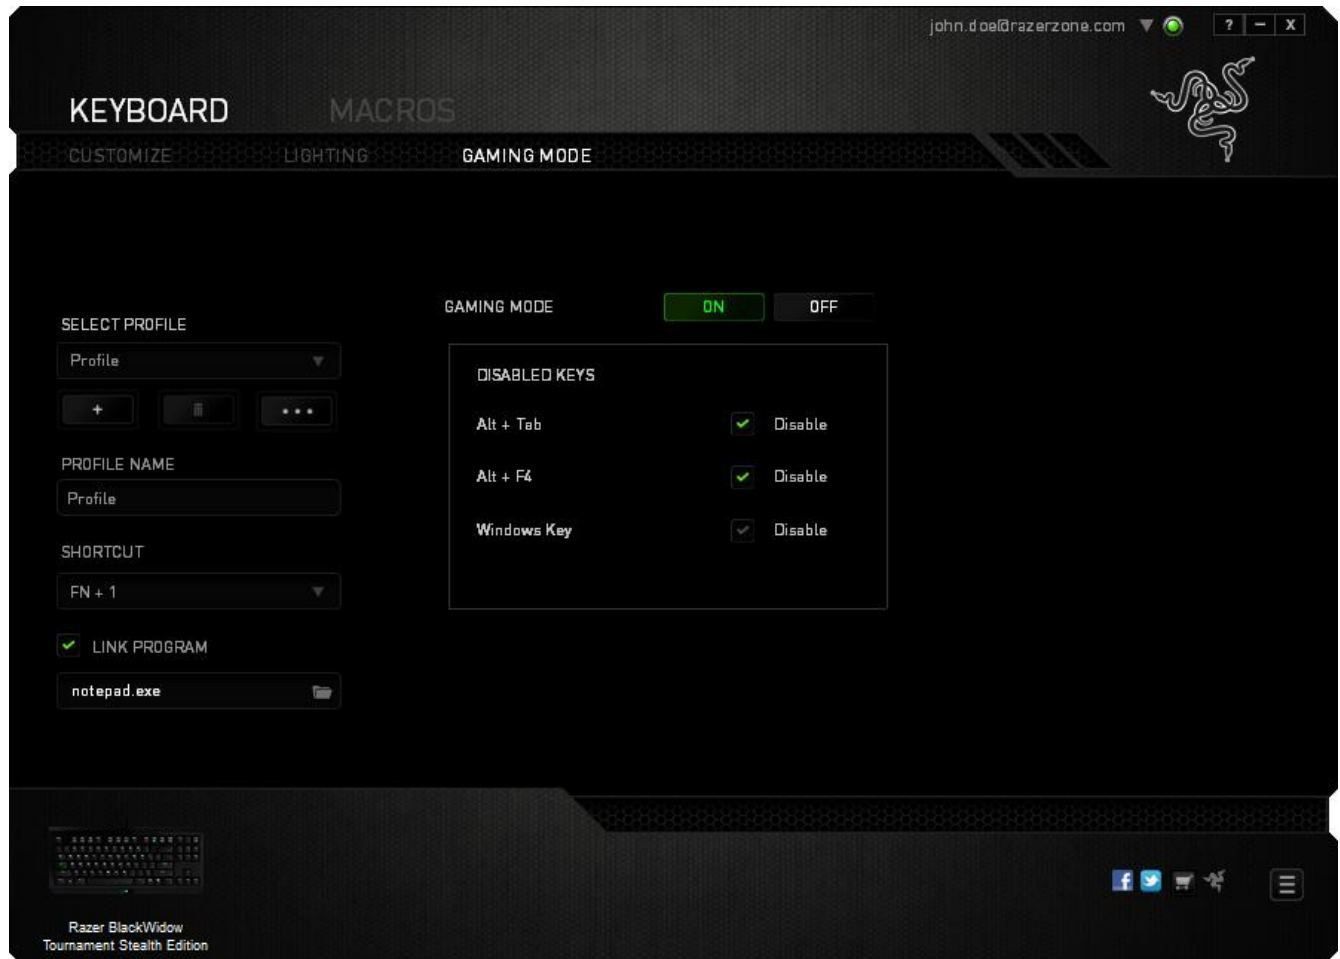 john.doe@razerzone.com
? – X
KEYBOARD MACROS
CUSTOMIZE LIGHTING GAMING MODE
GAMING MODE ON OFF
SELECT PROFILE
Profile
DISABLED KEYS
+ •••
Alt + Tab Disable
PROFILE NAME
Alt + F4 Disable
Profile
Windows Key Disable
SHORTCUT
FN + 1
LINK PROGRAM
notepad.exe
Razer BlackWidow
Tournament Stealth Edition